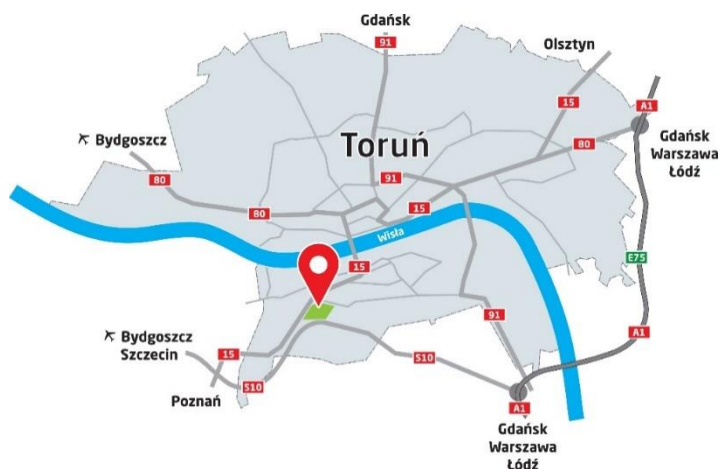 Gdańsk
91
Olsztyn
15
A1
Bydgoszcz
80
Gdańsk
Warszawa
Łódź
Toruń
80
91
80
15
Wisła
15
E75
91
A1
Bydgoszcz
Szczecin
15
S10
S10
Poznań
A1
Gdańsk
Warszawa
Łódź